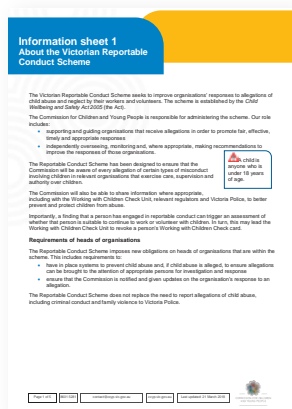 Information sheet 1
About the Victorian Reportable
Conduct Scheme
The Victorian Reportable Conduct Scheme seeks to improve organisations' responses to allegations of
child abuse and neglect by their workers and volunteers. The scheme is established by the Child
Wellbeing and Safety Act 2005 (the Act).
The Commission for Children and Young People is responsible for administering the scheme. Our role
includes:
• supporting and guiding organisations that receive allegations in order to promote fair, effective,
timely and appropriate responses
• independently overseeing, monitoring and, where appropriate, making recommendations to
improve the responses of those organisations.
The Reportable Conduct Scheme has been designed to ensure that the
Commission will be aware of every allegation of certain types of misconduct
involving children in relevant organisations that exercise care, supervision and
authority over children.
A child is
anyone who is
under 18 years
of age.
The Commission will also be able to share information where appropriate,
including with the Working with Children Check Unit, relevant regulators and Victoria Police, to better
prevent and protect children from abuse.
Importantly, a finding that a person has engaged in reportable conduct can trigger an assessment of
whether that person is suitable to continue to work or volunteer with children. In turn, this may lead the
Working with Children Check Unit to revoke a person's Working with Children card.
Requirements of heads of organisations
The Reportable Conduct Scheme imposes new obligations on heads of organisations that are within the
scheme. This includes requirements to:
• have in place systems to prevent child abuse and, if child abuse is alleged, to ensure allegations
can be brought to the attention of appropriate persons for investigation and response
• ensure that the Commission is notified and given updates on the organisation's response to an
allegation.
The Reportable Conduct Scheme does not replace the need to report allegations of child abuse,
including criminal conduct and family violence to Victoria Police.